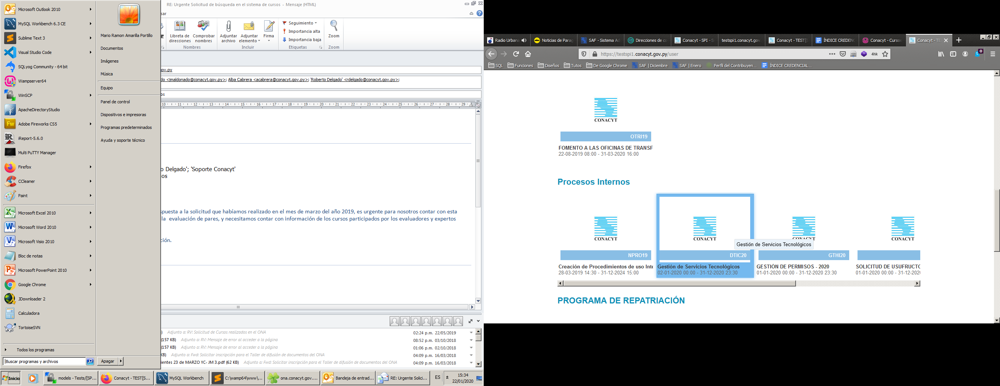 Microsoft Outlook 2010
MySQL Workbench 6.3 CE
Sublime Text 3
Visual Studio Code
SQLyog Community - 64 bit
Wampserver64
WinSCP
ApacheDirectoryStudio
Adobe Fireworks CS5
iReport-5.6.0
Multi PuTTY Manager
Firefox
CCleaner
Paint
Microsoft Excel 2010
Microsoft Word 2010
Microsoft Visio 2010
Bloc de notas
Microsoft PowerPoint 2010
Google Chrome
JDownloader 2
Calculadora
TortoiseSVN
Todos los programas
Buscar programas y archivos
Apagar
Mario Ramon Amarilla Portillo
Documentos
Imágenes
Música
Equipo
Panel de control
Dispositivos e impresoras
Programas predeterminados
Ayuda y soporte técnico
RE: Urgente Solicitud de búsqueda en el sistema de cursos - Mensaje (HTML)
sar
Libreta de direcciones
Comprobar nombres
Nombres
Adjuntar archivo
Adjuntar elemento
Firma
Incluir
Seguimiento
Importancia alta
Importancia baja
Etiquetas
Zoom
Zoom
ov.py
do <jmaldonado@conacyt.gov.py>; Alba Cabrera <acabrera@conacyt.gov.py>; 'Roberto Delgado' <rdelgado@conacyt.gov.py>;
os
10 11 12 13 14 15 16 17 18 19 20 21 22 23 24 25 26 27 28 29
o Delgado'; 'Soporte Conacyt'
os
spuesta a la solicitud que habíamos realizado en el mes de marzo del año 2019, es urgente para nosotros contar con esta
la evaluación de pares, y necesitamos contar con información de los cursos participados por los evaluadores y expertos
ción.
) Adjunto a: RV: Solicitud de Cursos realizados en el ONA 02:24 p.m. 22/05/2019
(157 KB) Adjunto a: RV: Mensaje de error al acceder a la página 08:52 p.m. 03/10/2018
(157 KB) Adjunto a: RV: Mensaje de error al acceder a la página 01:06 p.m. 02/10/2018
KB) Adjunto a: Fwd: Solicitar inscripción para el Taller de difusión de documentos del ONA 04:09 p.m. 16/03/2018
ientes 23 de MARZO YC- JM 3.pdf (62 KB) Adjunto a: Fwd: Solicitar inscripción para el Taller de difusión de documentos del ONA 04:09 p.m. 16/03/2018
Inicio
models - Tests/[SP...
Conacyt - TEST[S...
MySQL Workbench
C:\wamp64\www\...
ona.conacyt.gov....
Bandeja de entrad...
RE: Urgente Solici...
ES
15:34
22/01/2020
Radio Urbana
Noticias de Parag
SAF - Sistema Ad
Direcciones de co
Conacyt - SPI - S
testspi1.conacyt.gov.
Conacyt - TEST[S
ÍNDICE CREDENC
Conacyt - Cursos
Conacyt - TE
https://testspi1.conacyt.gov.py/user
4hk
0
SQL
Funciones
Diseños
Tutos
De Google Chrome
SAF | Diciembre
SAF | Enero
Perfil del Contribuyen...
ÍNDICE CREDENCIAL...
CONACYT
OTRI19
FOMENTO A LAS OFICINAS DE TRANSF
22-08-2019 08:00 - 31-03-2020 16:00
Procesos Internos
CONACYT
NPRO19
Creación de Procedimientos de uso Inte
28-03-2019 14:30 - 31-12-2024 15:00
CONACYT
Gestión de Servicios Tecnológicos
DTIC20
Gestión de Servicios Tecnológicos
02-01-2020 00:00 - 31-12-2020 23:30
CONACYT
GTHI20
GESTIÓN DE PERMISOS - 2020
01-01-2020 00:00 - 31-12-2020 23:30
CONACYT
SOLICITUD DE USUFRUCTO
01-01-2020 00:00 - 31-12-2020
PROGRAMA DE REPATRIACIÓN